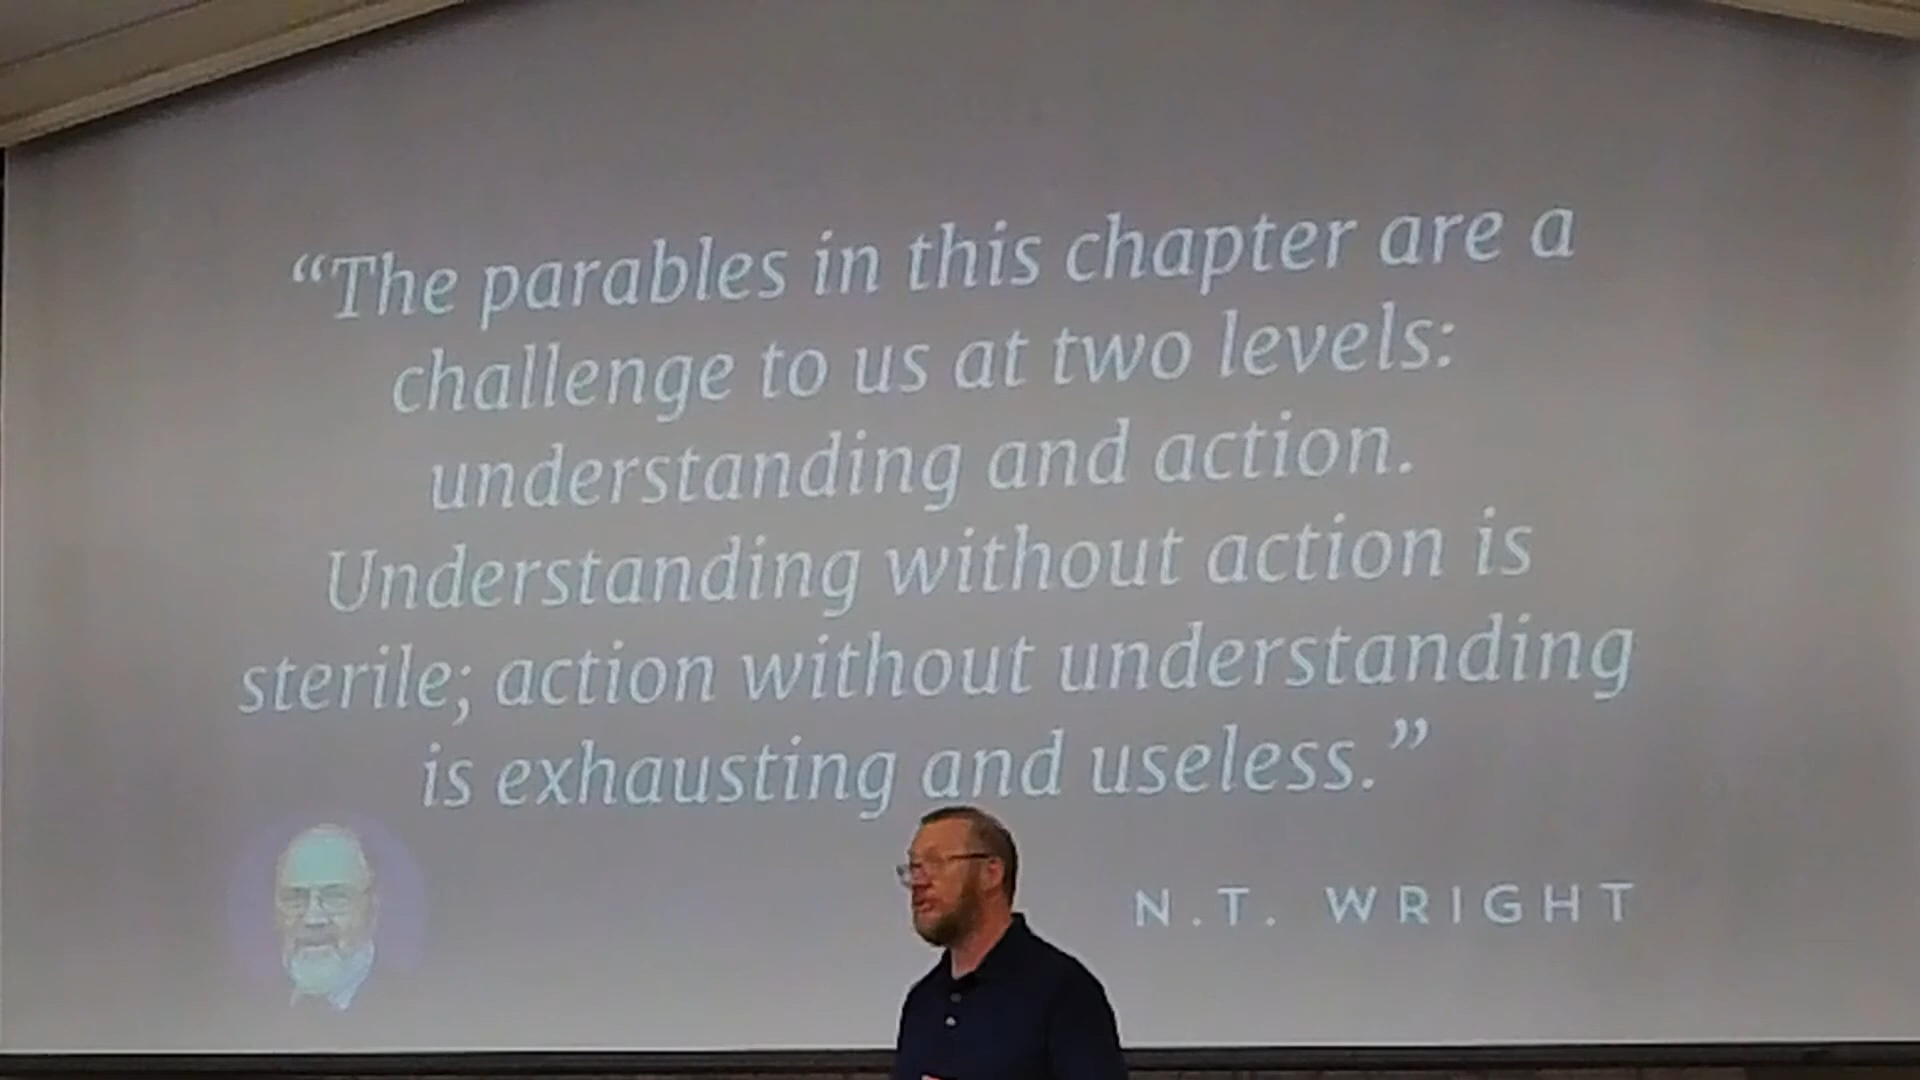 “The parables in this chapter are a
challenge to us at two levels:
understanding and action.
Understanding without action is
sterile; action without understanding
is exhausting and useless.”
N.T. WRIGHT